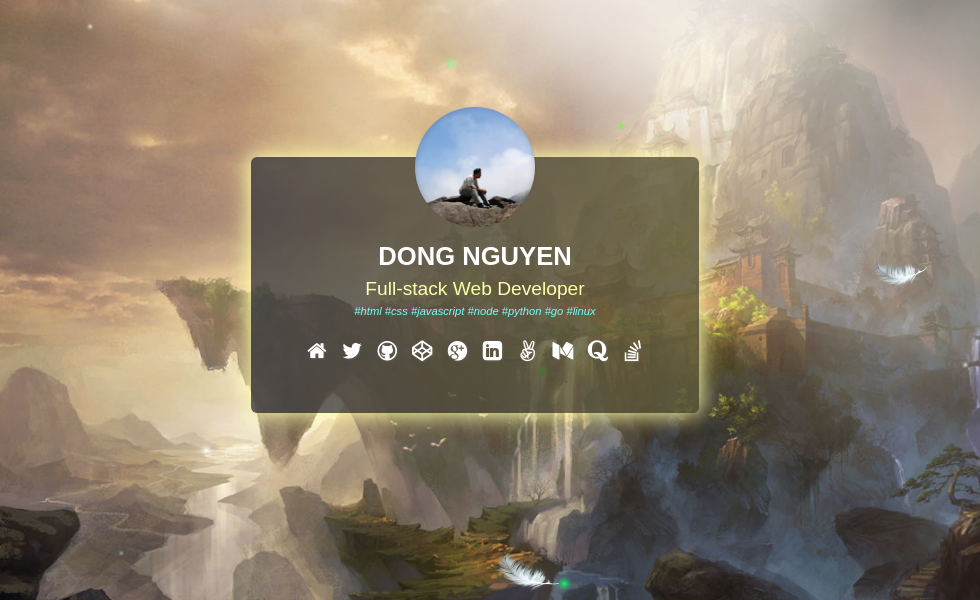 DONG NGUYEN
Full-stack Web Developer
#html #css #javascript #node #python #go #linux